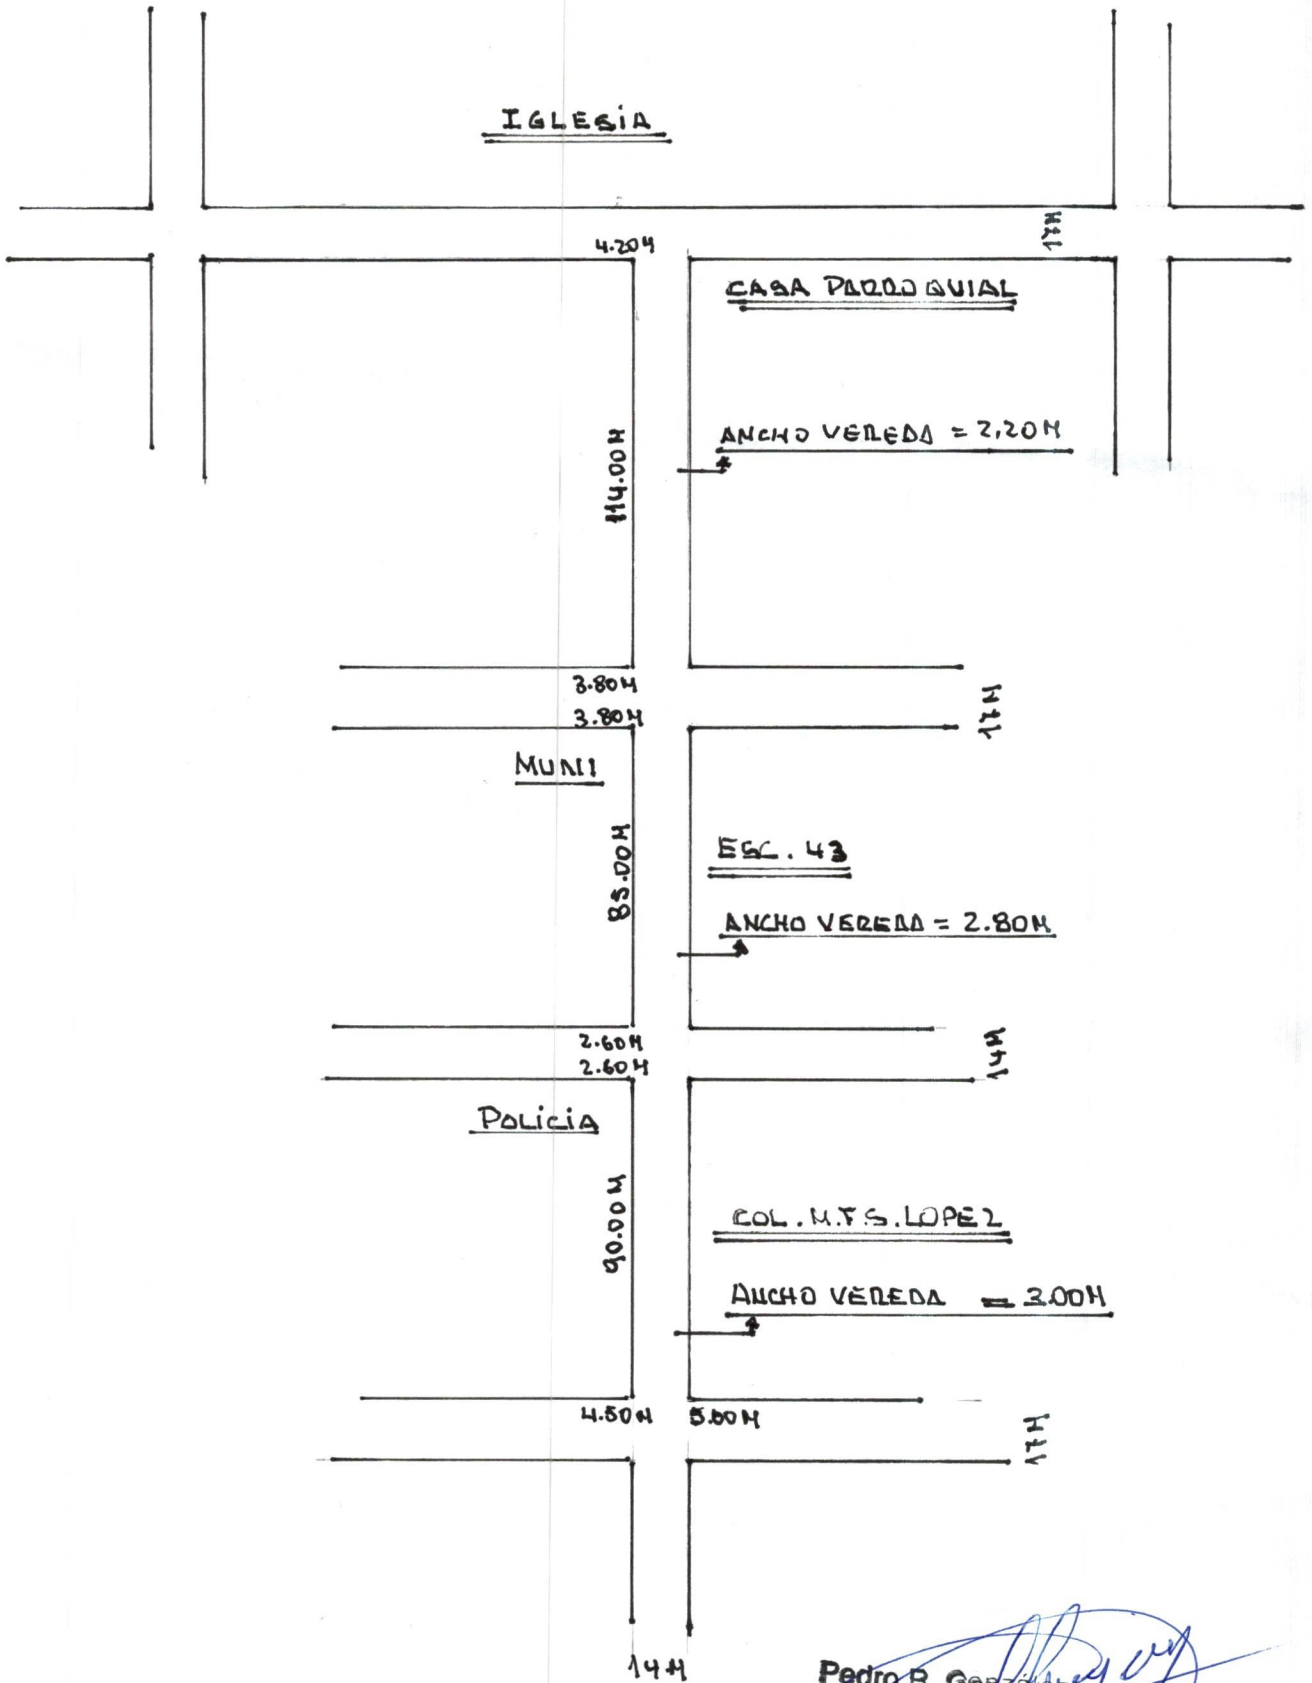 IGLESIA
17M
4.20M
CASA PARROQUIAL
ANCHO VEREDA = 2,20M
114.00M
3.80M
17M
3.80M
MUNI
85.00M
ESC. 43
ANCHO VEREDA = 2.80M
2.60M
14M
2.60M
POLICIA
90.00M
COL. M.F.S. LOPEZ
ANCHO VEREDA = 3.00M
4.50M 5.00M
17M
14M
Pedro R.